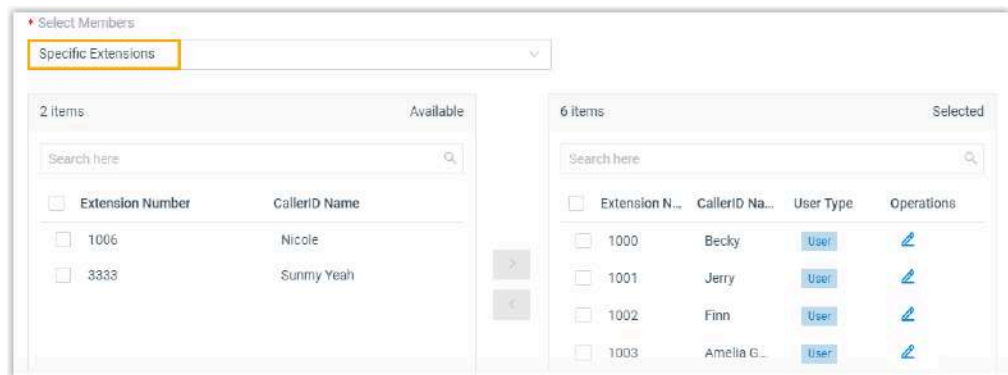 * Select Members
Specific Extensions
2 items Available
Search here
Extension Number CallerID Name
1006 Nicole
3333 Sunmy Yeah
>
<
6 items Selected
Search here
Extension N... CallerID Na... User Type Operations
1000 Becky User
1001 Jerry User
1002 Finn User
1003 Amelia G... User